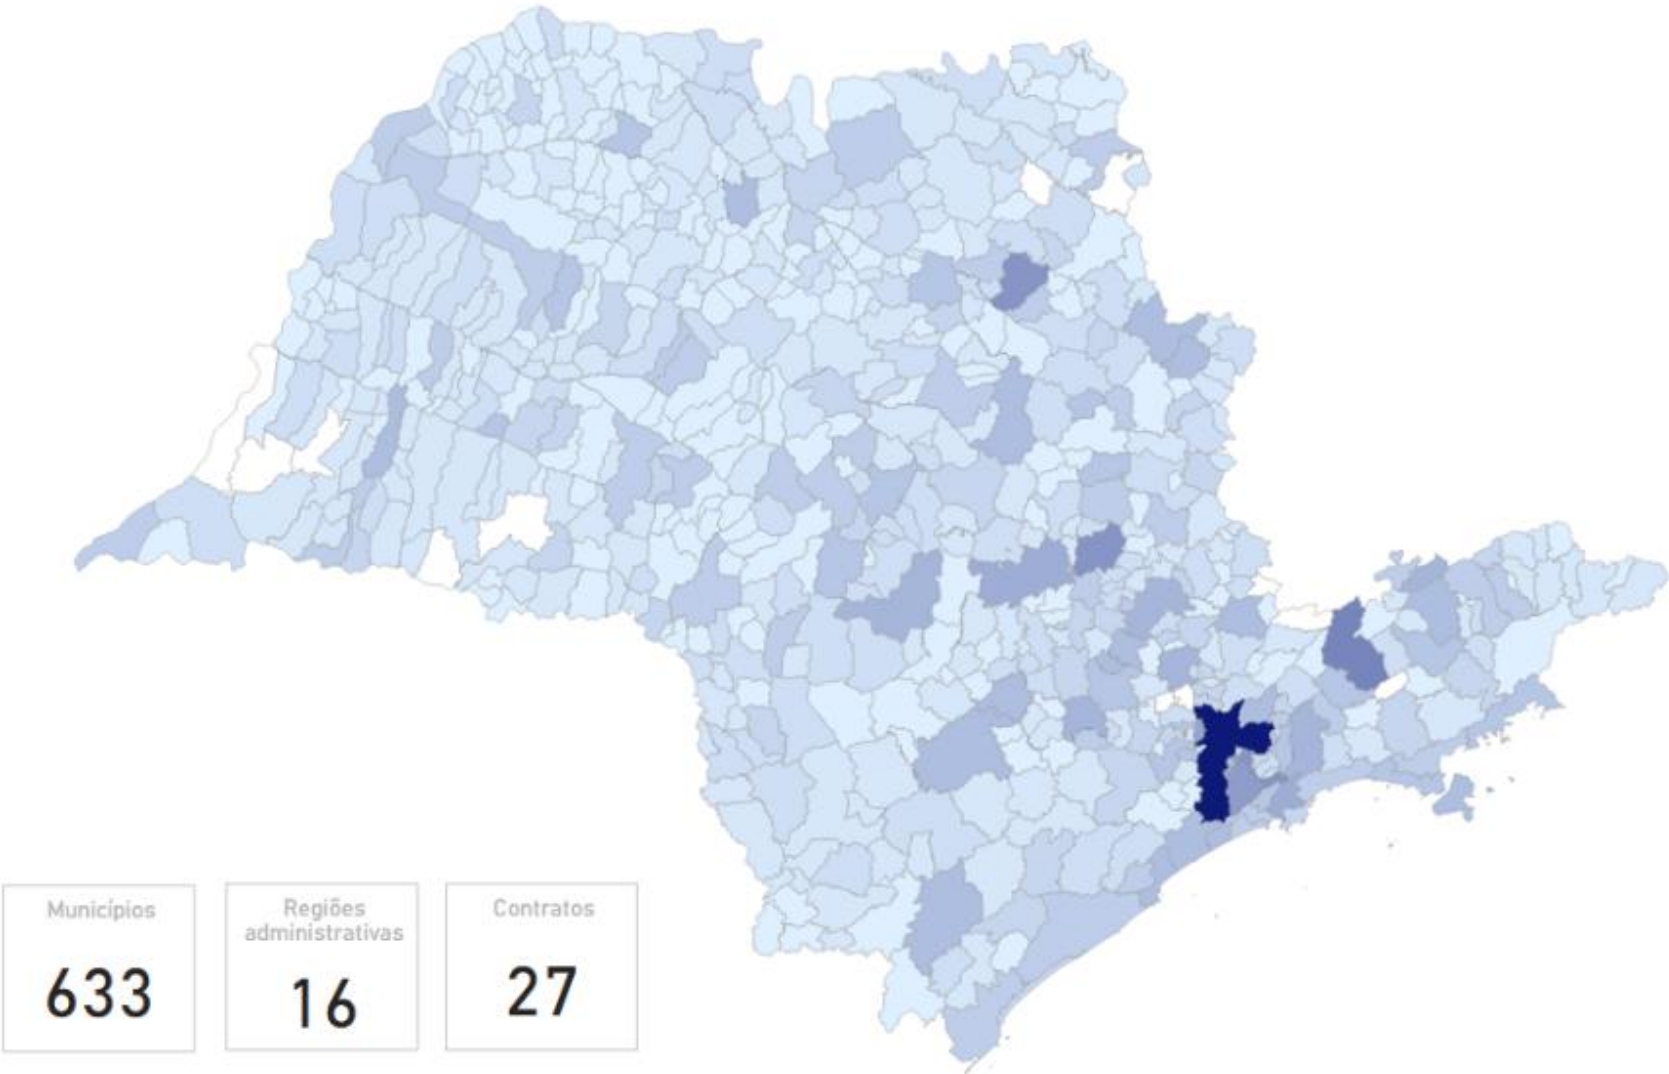 Municípios
633
Regiões
administrativas
16
Contratos
27